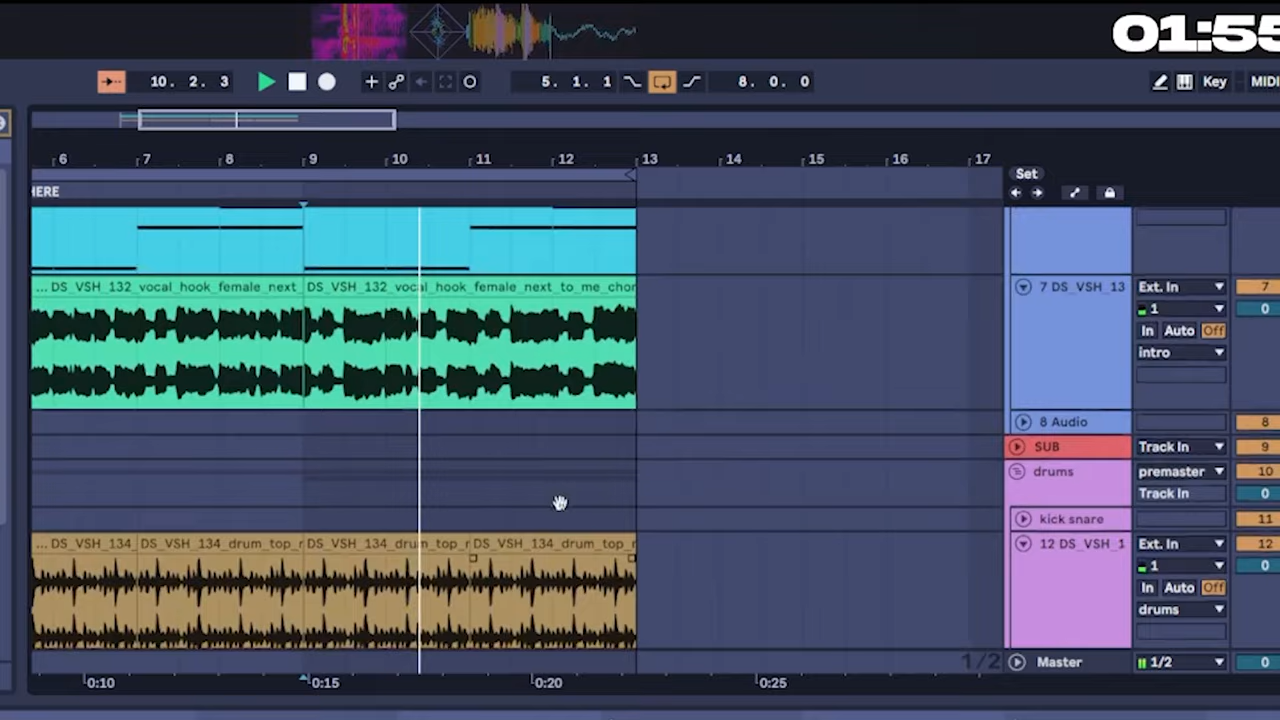 01:55
10. 2. 3
5. 1. 1
8. 0. 0
Key
MIDI
6 7 8 9 10 11 12 13 14 15 16 17
Set
HERE
... DS_VSH_132_vocal_hook_female_next DS_VSH_132_vocal_hook_female_next_to_me_chor
7 DS_VSH_13
Ext. In
7
1
0
In Auto Off
intro
8 Audio
8
SUB
Track In
9
drums
premaster
10
Track In
0
kick snare
11
... DS_VSH_134 DS_VSH_134_drum_top_r DS_VSH_134_drum_top_r DS_VSH_134_drum_top_r
12 DS_VSH_1
Ext. In
12
1
0
In Auto Off
drums
1/2
Master
1/2
0
0:10 0:15 0:20 0:25